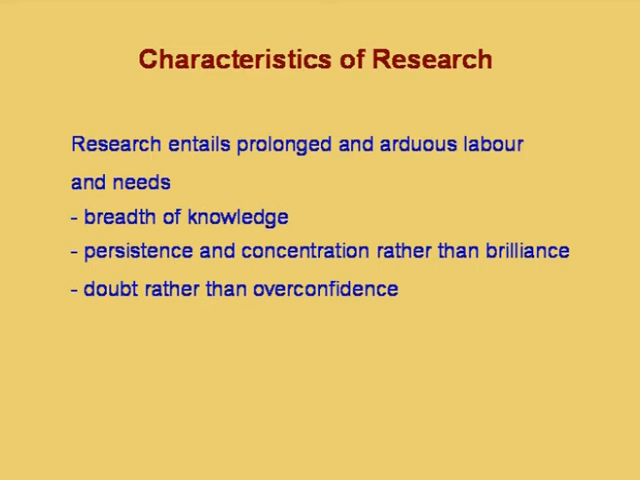 Characteristics of Research
Research entails prolonged and arduous labour
and needs
- breadth of knowledge
- persistence and concentration rather than brilliance
- doubt rather than overconfidence